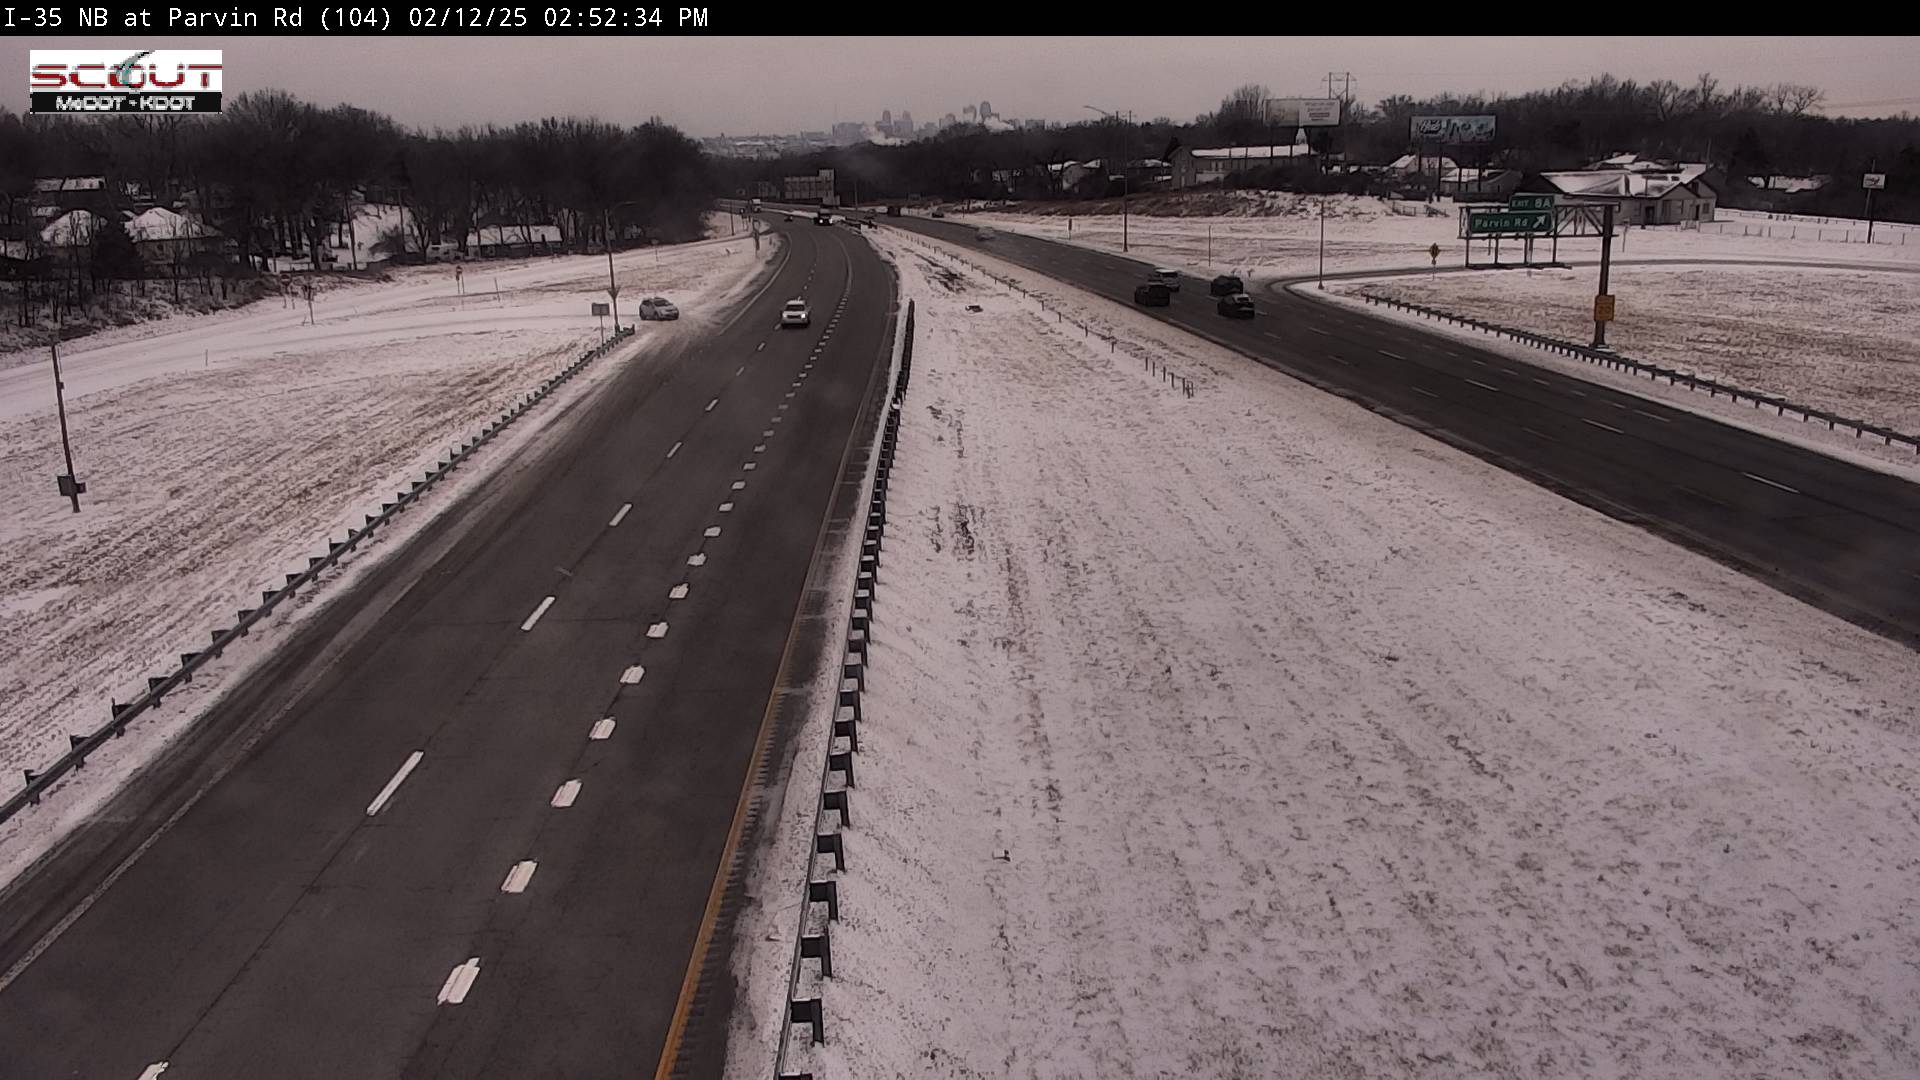 I-35 NB at Parvin Rd (104) 02/12/25 02:52:34 PM
SCOUT
MoDOT - KDOT
EXIT 8A
Parvin Rd